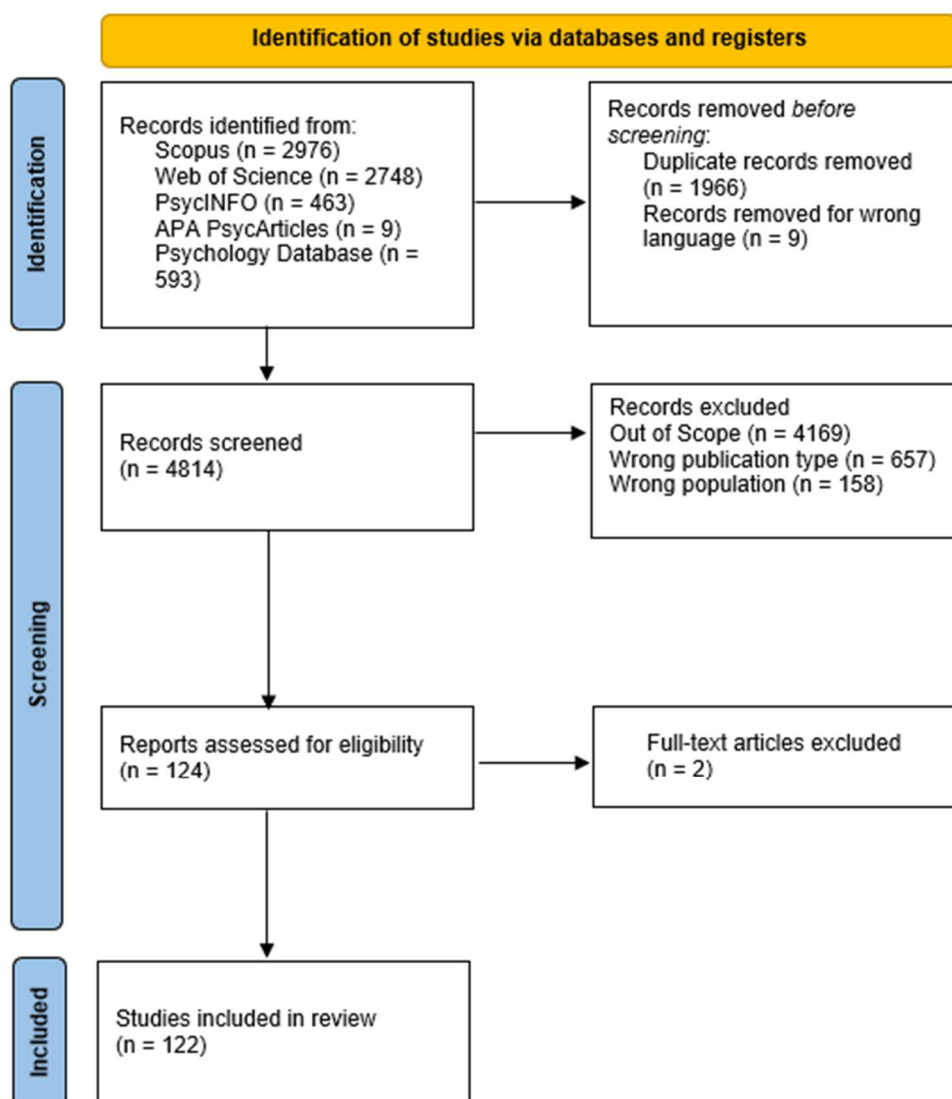 Identification of studies via databases and registers
Identification
Records identified from:
Scopus (n = 2976)
Web of Science (n = 2748)
PsycINFO (n = 463)
APA PsycArticles (n = 9)
Psychology Database (n =
593)
Records removed before
screening:
Duplicate records removed
(n = 1966)
Records removed for wrong
language (n = 9)
Screening
Records screened
(n = 4814)
Records excluded
Out of Scope (n = 4169)
Wrong publication type (n = 657)
Wrong population (n = 158)
Reports assessed for eligibility
(n = 124)
Full-text articles excluded
(n = 2)
Included
Studies included in review
(n = 122)